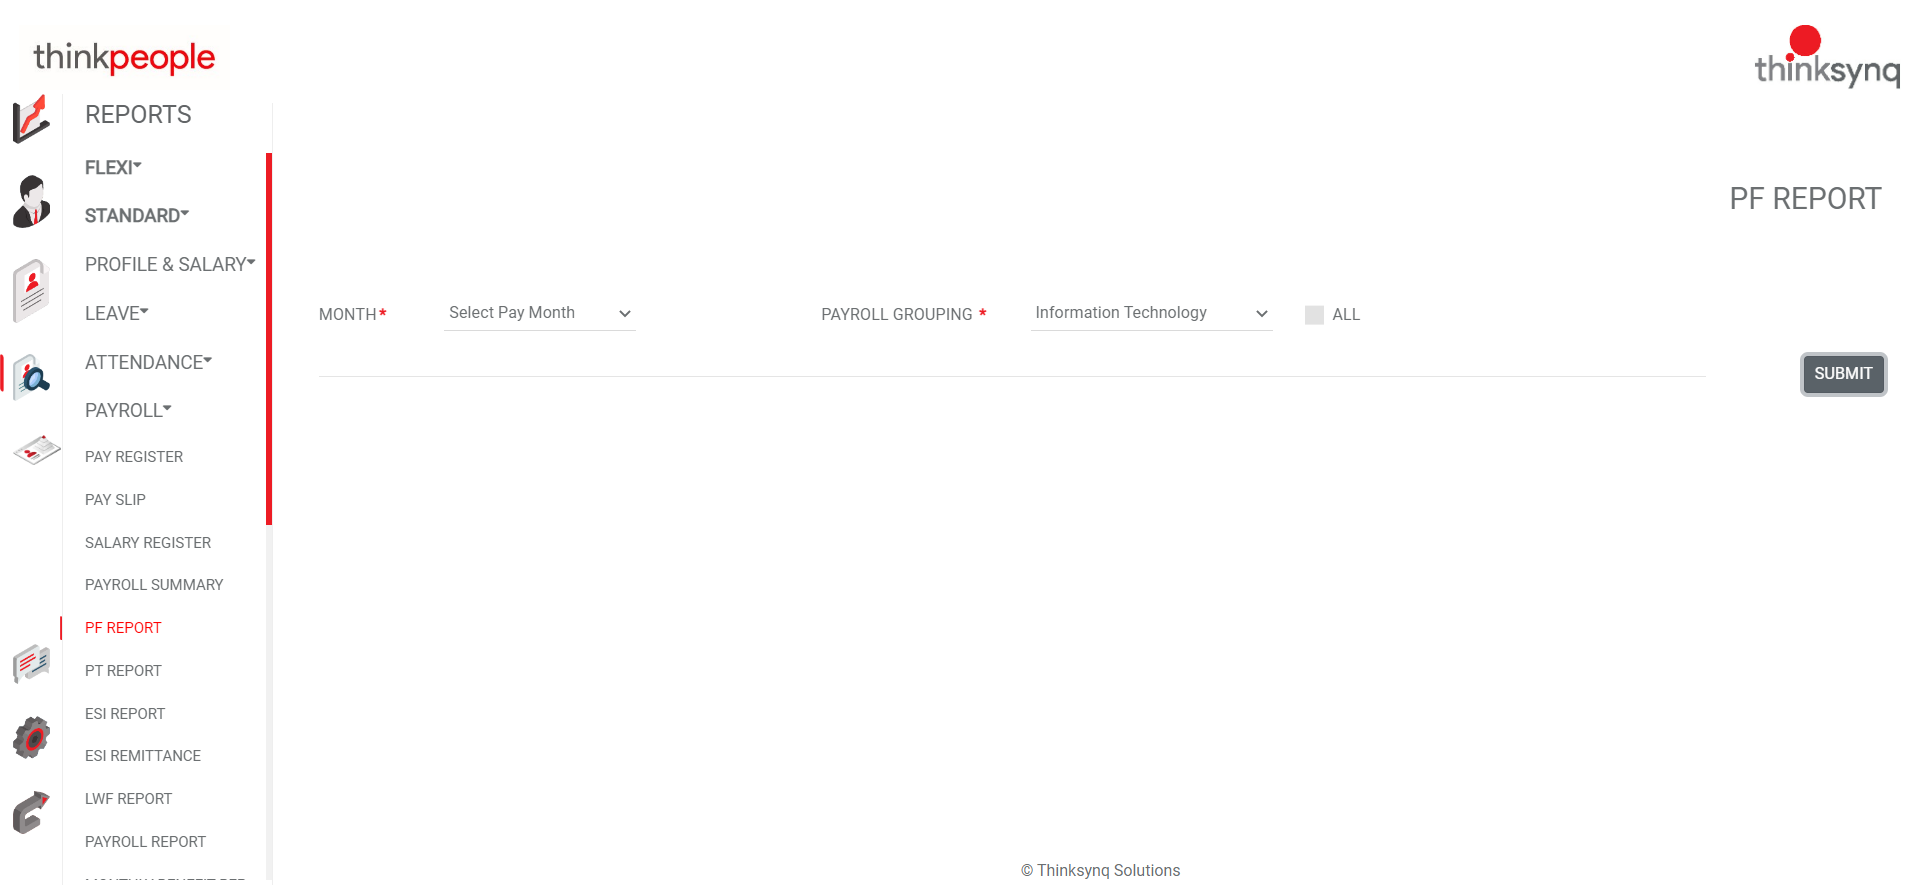 thinkpeople
thinksynq
REPORTS
FLEXI
STANDARD
PROFILE & SALARY
LEAVE
ATTENDANCE
PAYROLL
PAY REGISTER
PAY SLIP
SALARY REGISTER
PAYROLL SUMMARY
PF REPORT
PT REPORT
ESI REPORT
ESI REMITTANCE
LWF REPORT
PAYROLL REPORT
PF REPORT
MONTH* Select Pay Month PAYROLL GROUPING * Information Technology ALL
SUBMIT
© Thinksynq Solutions